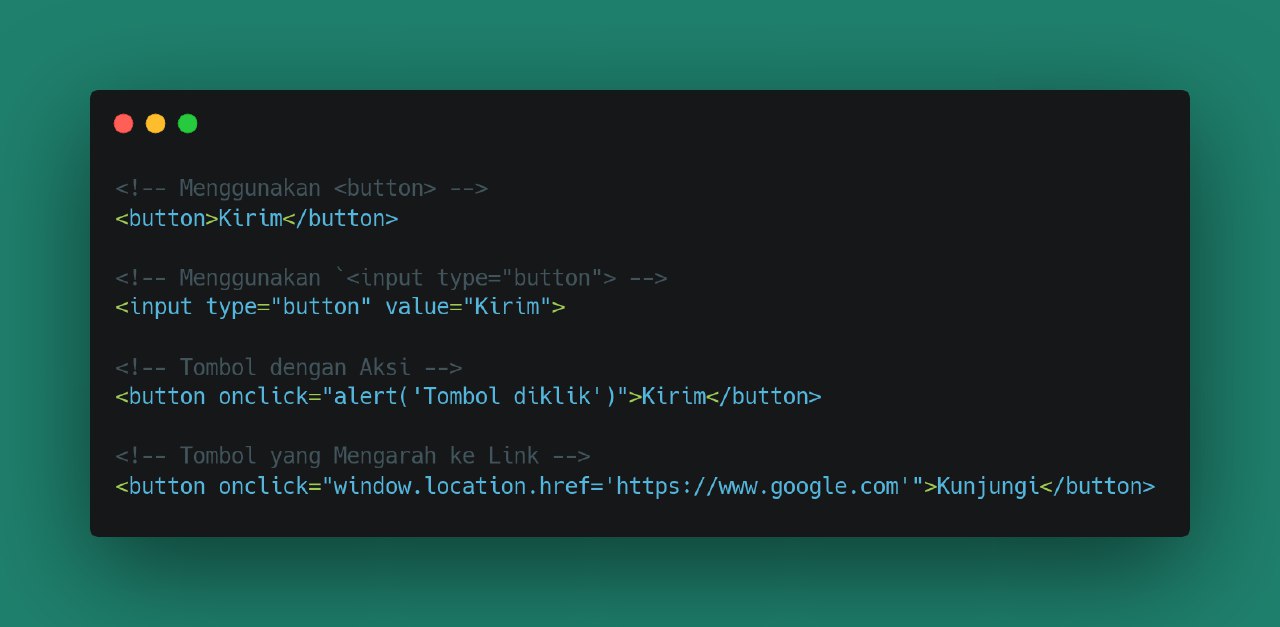 <!-- Menggunakan <button> -->
<button>Kirim</button>
<!-- Menggunakan `<input type="button"> -->
<input type="button" value="Kirim">
<!-- Tombol dengan Aksi -->
<button onclick="alert('Tombol diklik')">Kirim</button>
<!-- Tombol yang Mengarah ke Link -->
<button onclick="window.location.href='https://www.google.com'">Kunjungi</button>